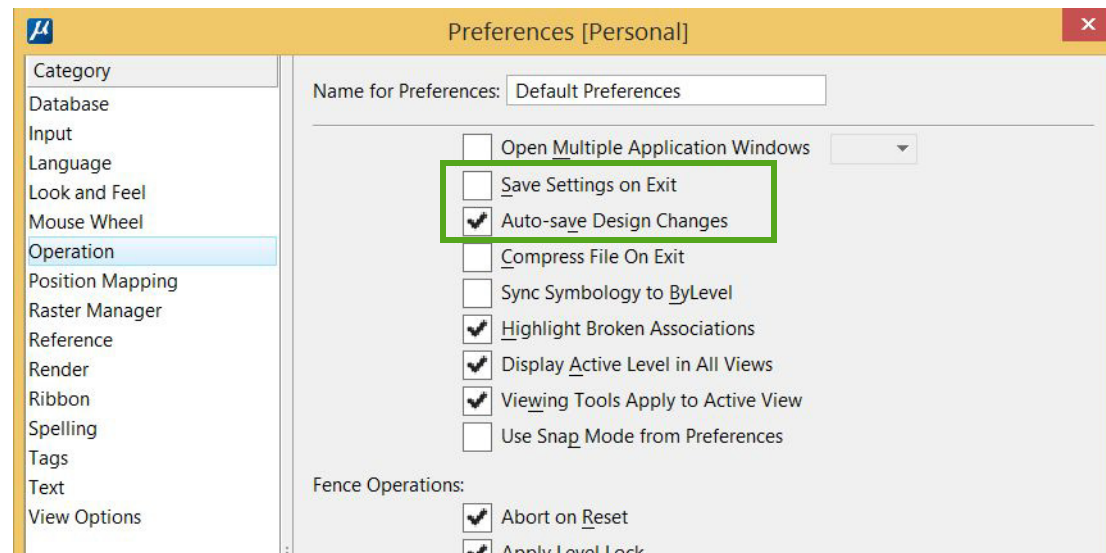 µ
Preferences [Personal]
×
Category
Database
Input
Language
Look and Feel
Mouse Wheel
Operation
Position Mapping
Raster Manager
Reference
Render
Ribbon
Spelling
Tags
Text
View Options
Name for Preferences: Default Preferences
Open Multiple Application Windows
Save Settings on Exit
Auto-save Design Changes
Compress File On Exit
Sync Symbology to ByLevel
Highlight Broken Associations
Display Active Level in All Views
Viewing Tools Apply to Active View
Use Snap Mode from Preferences
Fence Operations:
Abort on Reset
Apply Level Lock